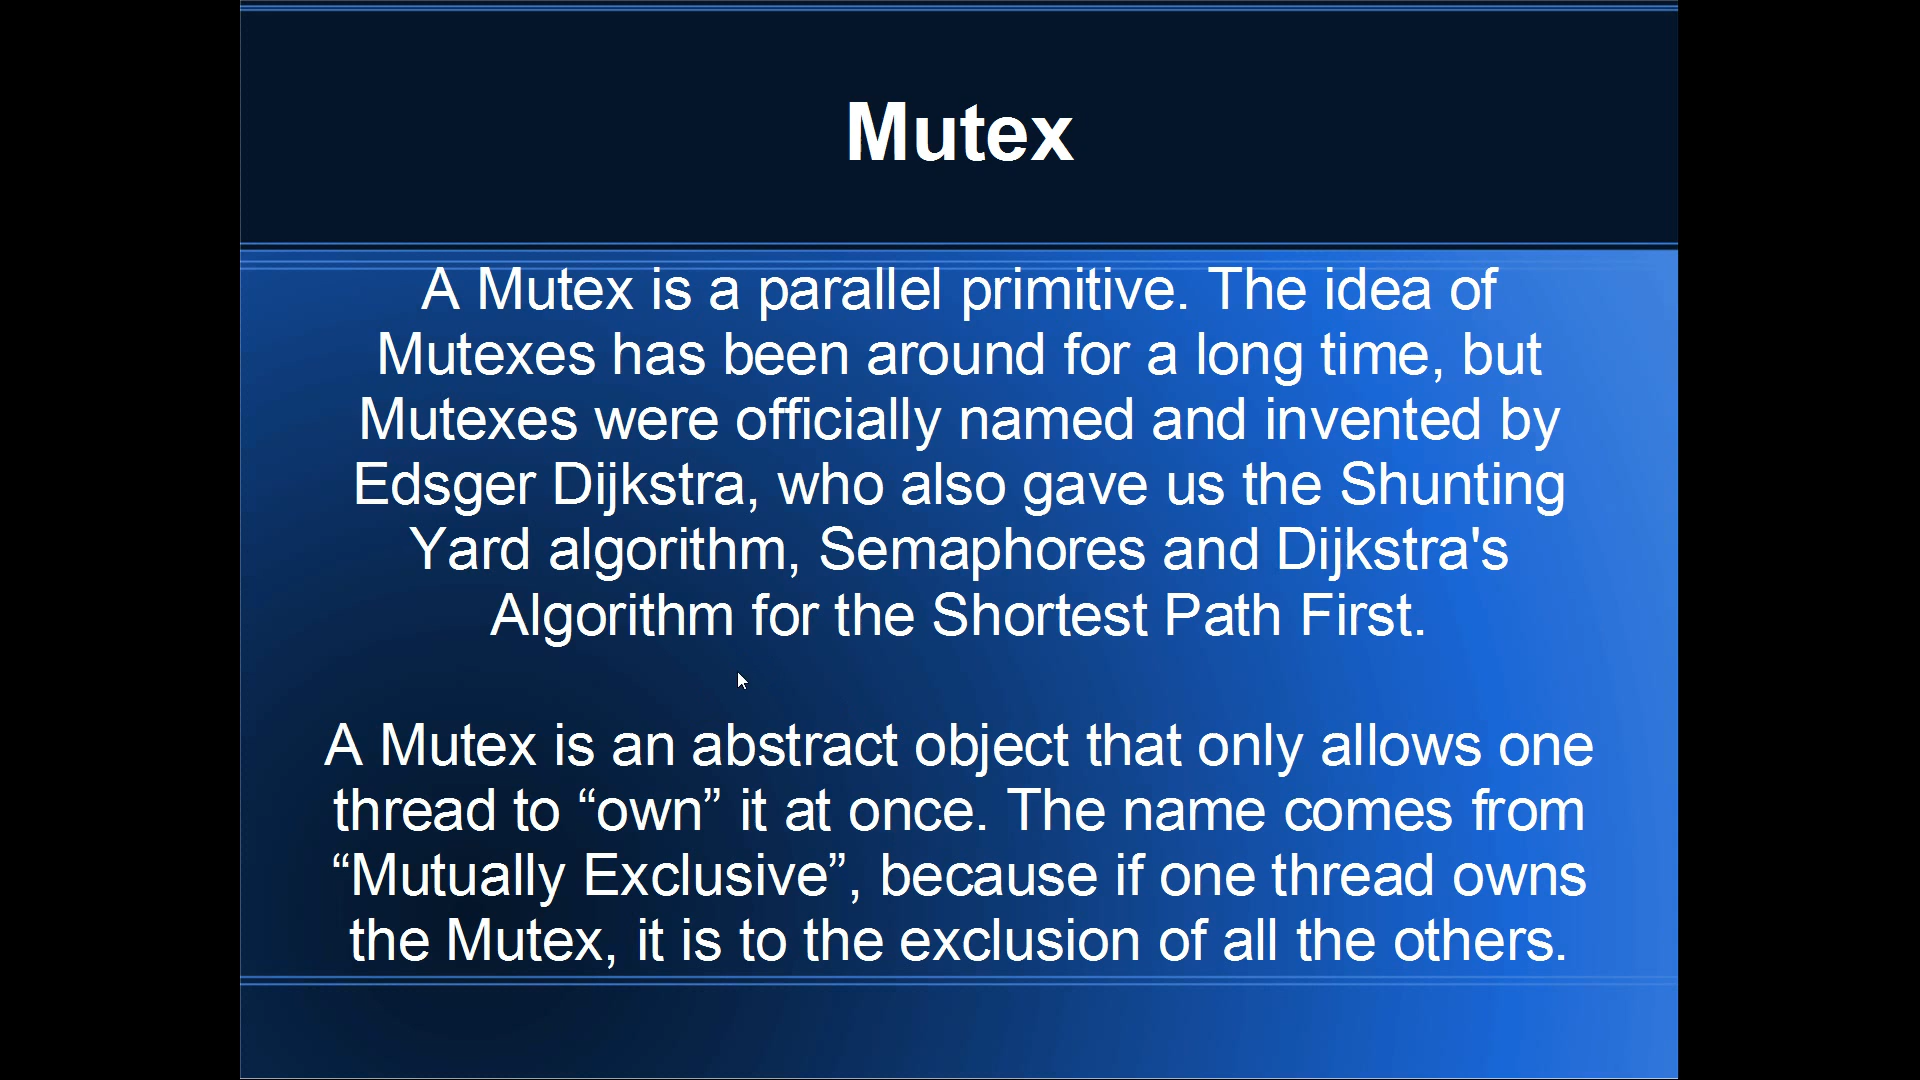 Mutex
A Mutex is a parallel primitive. The idea of
Mutexes has been around for a long time, but
Mutexes were officially named and invented by
Edsger Dijkstra, who also gave us the Shunting
Yard algorithm, Semaphores and Dijkstra's
Algorithm for the Shortest Path First.
A Mutex is an abstract object that only allows one
thread to “own” it at once. The name comes from
“Mutually Exclusive”, because if one thread owns
the Mutex, it is to the exclusion of all the others.